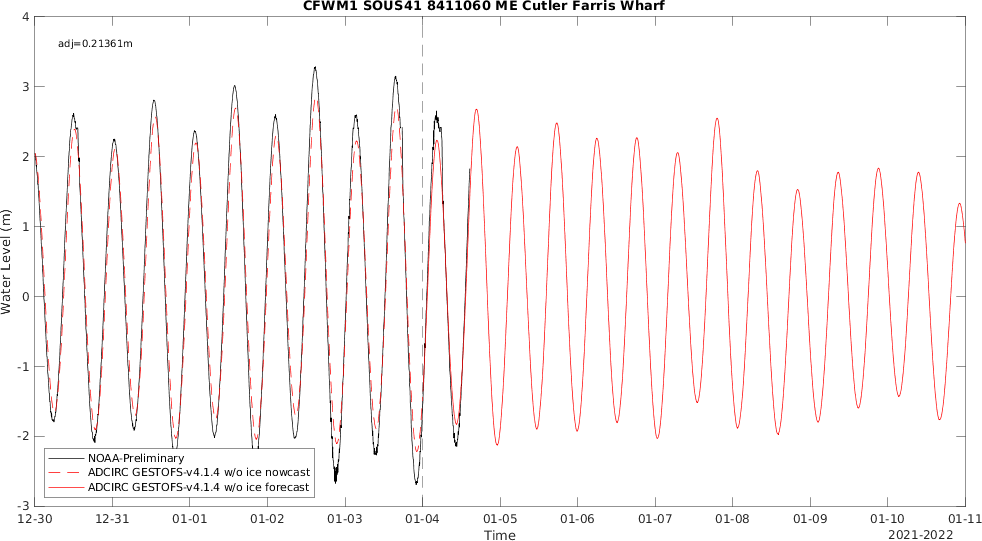 CFWM1 SOUS41 8411060 ME Cutler Farris Wharf
adj=0.21361m
4
3
2
1
0
-1
-2
-3
Water Level (m)
NOAA-Preliminary
ADCIRC GESTOFS-v4.1.4 w/o ice nowcast
ADCIRC GESTOFS-v4.1.4 w/o ice forecast
12-30 12-31 01-01 01-02 01-03 01-04 01-05 01-06 01-07 01-08 01-09 01-10 01-11
Time
2021-2022